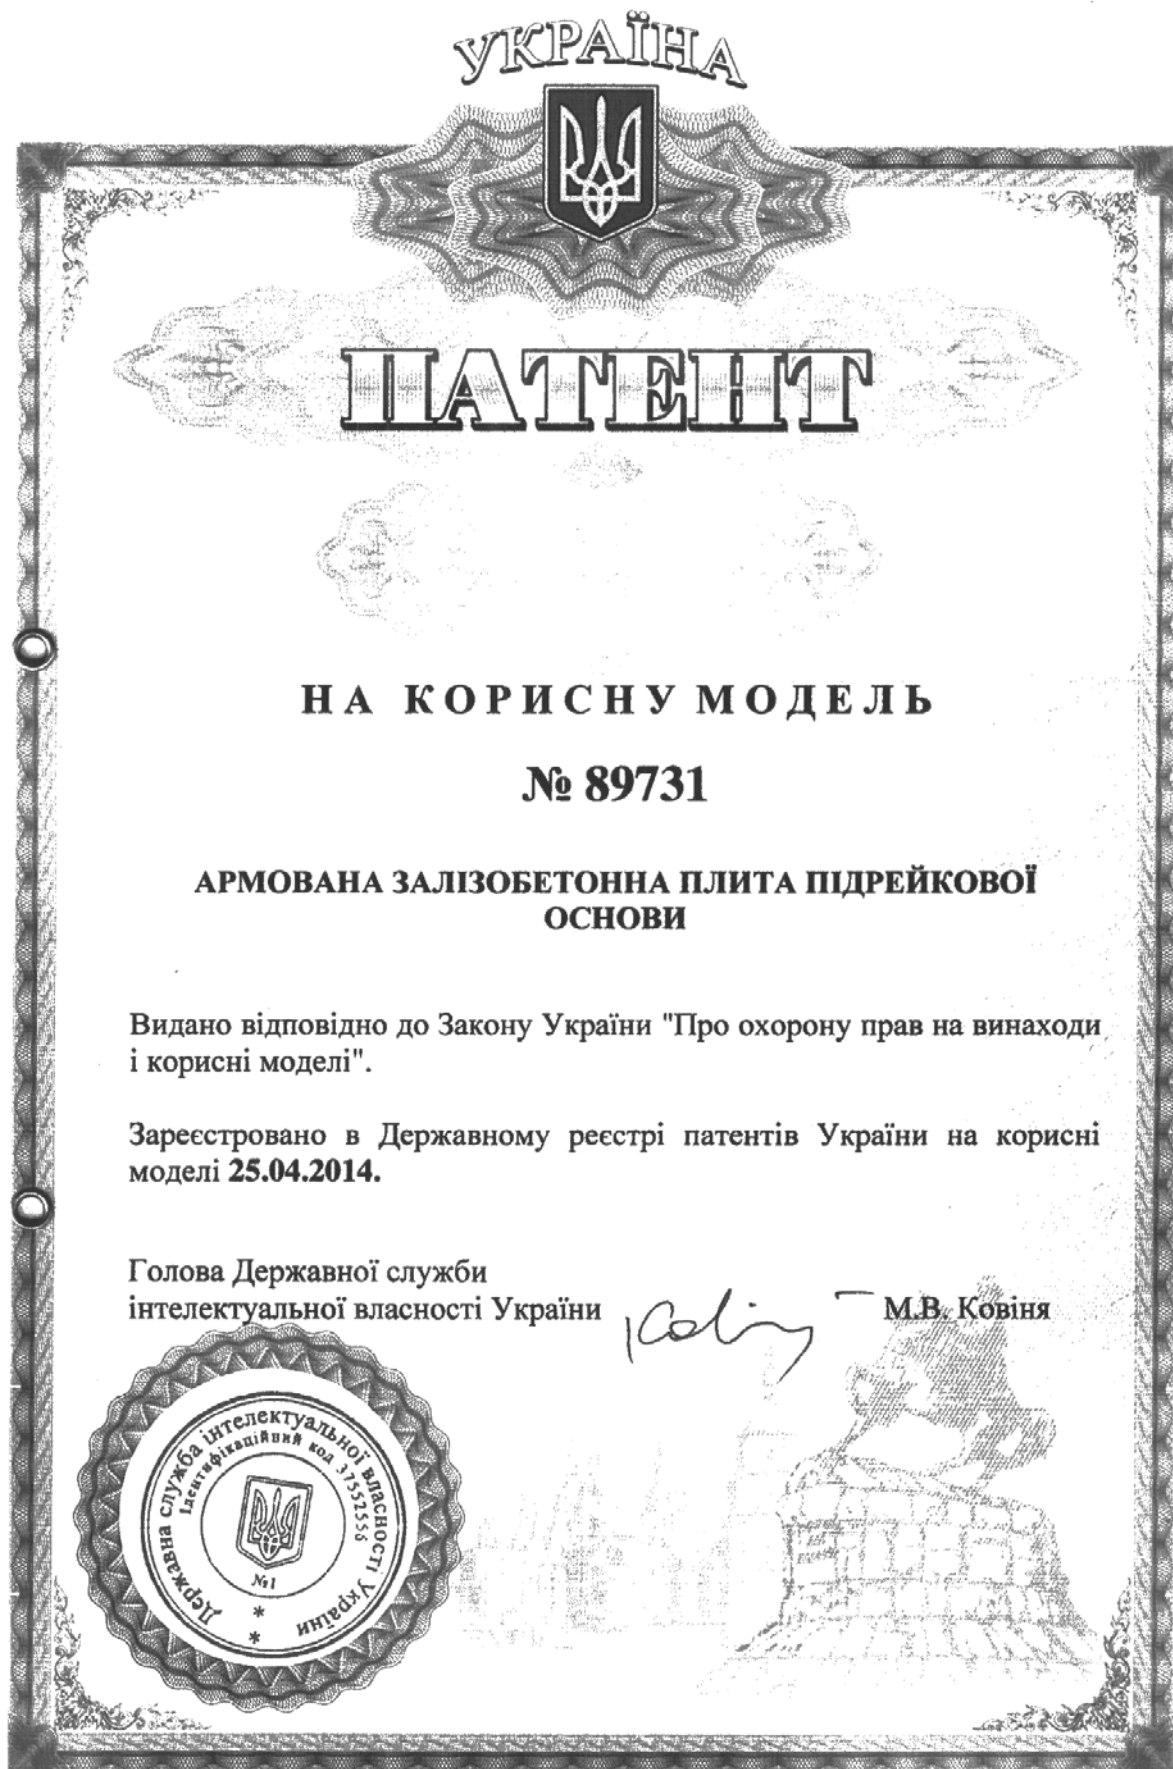 УКРАЇНА
ПАТЕНТ
НА КОРИСНУ МОДЕЛЬ
№ 89731
АРМОВАНА ЗАЛІЗОБЕТОННА ПЛИТА ПІДРЕЙКОВОЇ
ОСНОВИ
Видано відповідно до Закону України "Про охорону прав на винаходи
і корисні моделі".
Зареєстровано в Державному реєстрі патентів України на корисні
моделі 25.04.2014.
Голова Державної служби
інтелектуальної власності України М.В. Ковіня
Державна служба інтелектуальної власності України
Ідентифікаційний код 37552556
№1
* *